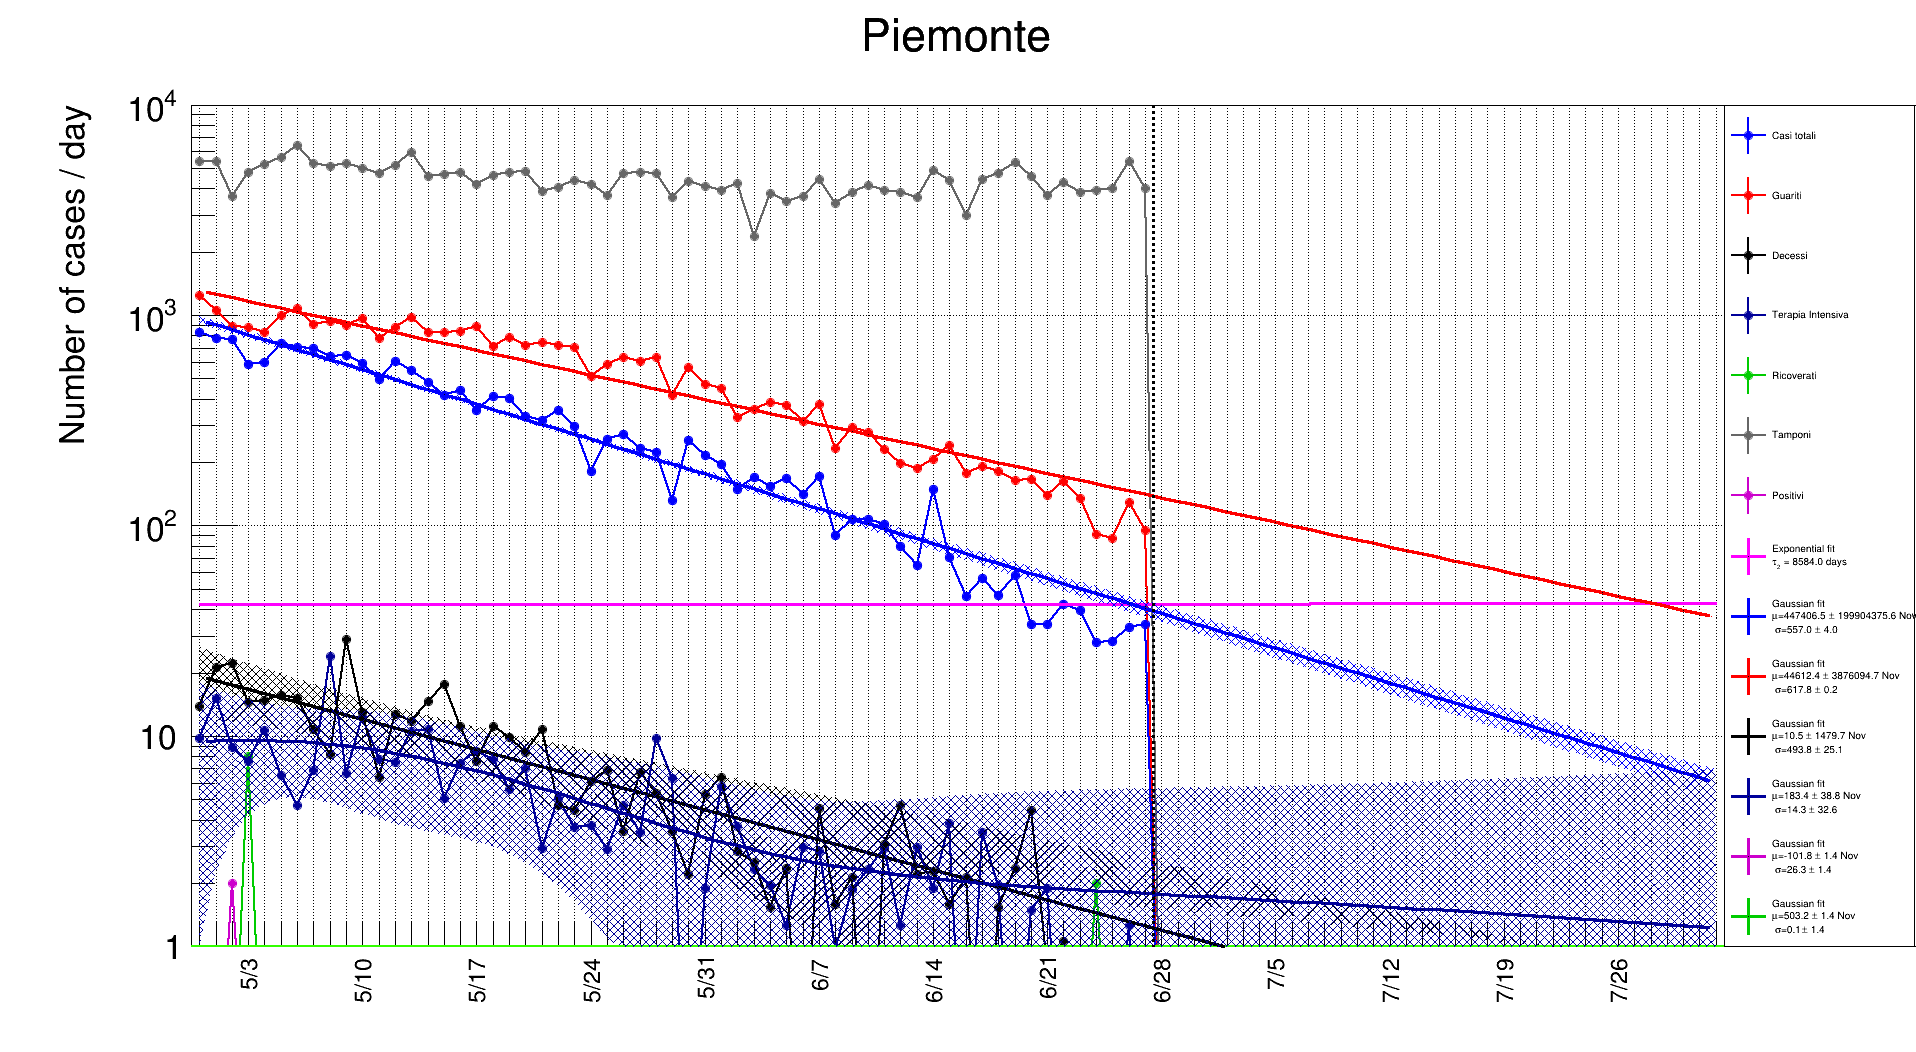 Piemonte
Number of cases / day
10⁴
10³
10²
10
1
5/3
5/10
5/17
5/24
5/31
6/7
6/14
6/21
6/28
7/5
7/12
7/19
7/26
Casi totali
Guariti
Decessi
Terapia Intensiva
Ricoverati
Tamponi
Positivi
Exponential fit
τ₂ = 8584.0 days
Gaussian fit
μ=447406.5 ± 199904375.6 Nov
σ=557.0 ± 4.0
Gaussian fit
μ=44612.4 ± 3876094.7 Nov
σ=617.8 ± 0.2
Gaussian fit
μ=10.5 ± 1479.7 Nov
σ=493.8 ± 25.1
Gaussian fit
μ=183.4 ± 38.8 Nov
σ=14.3 ± 32.6
Gaussian fit
μ=-101.8 ± 1.4 Nov
σ=26.3 ± 1.4
Gaussian fit
μ=503.2 ± 1.4 Nov
σ=0.1 ± 1.4